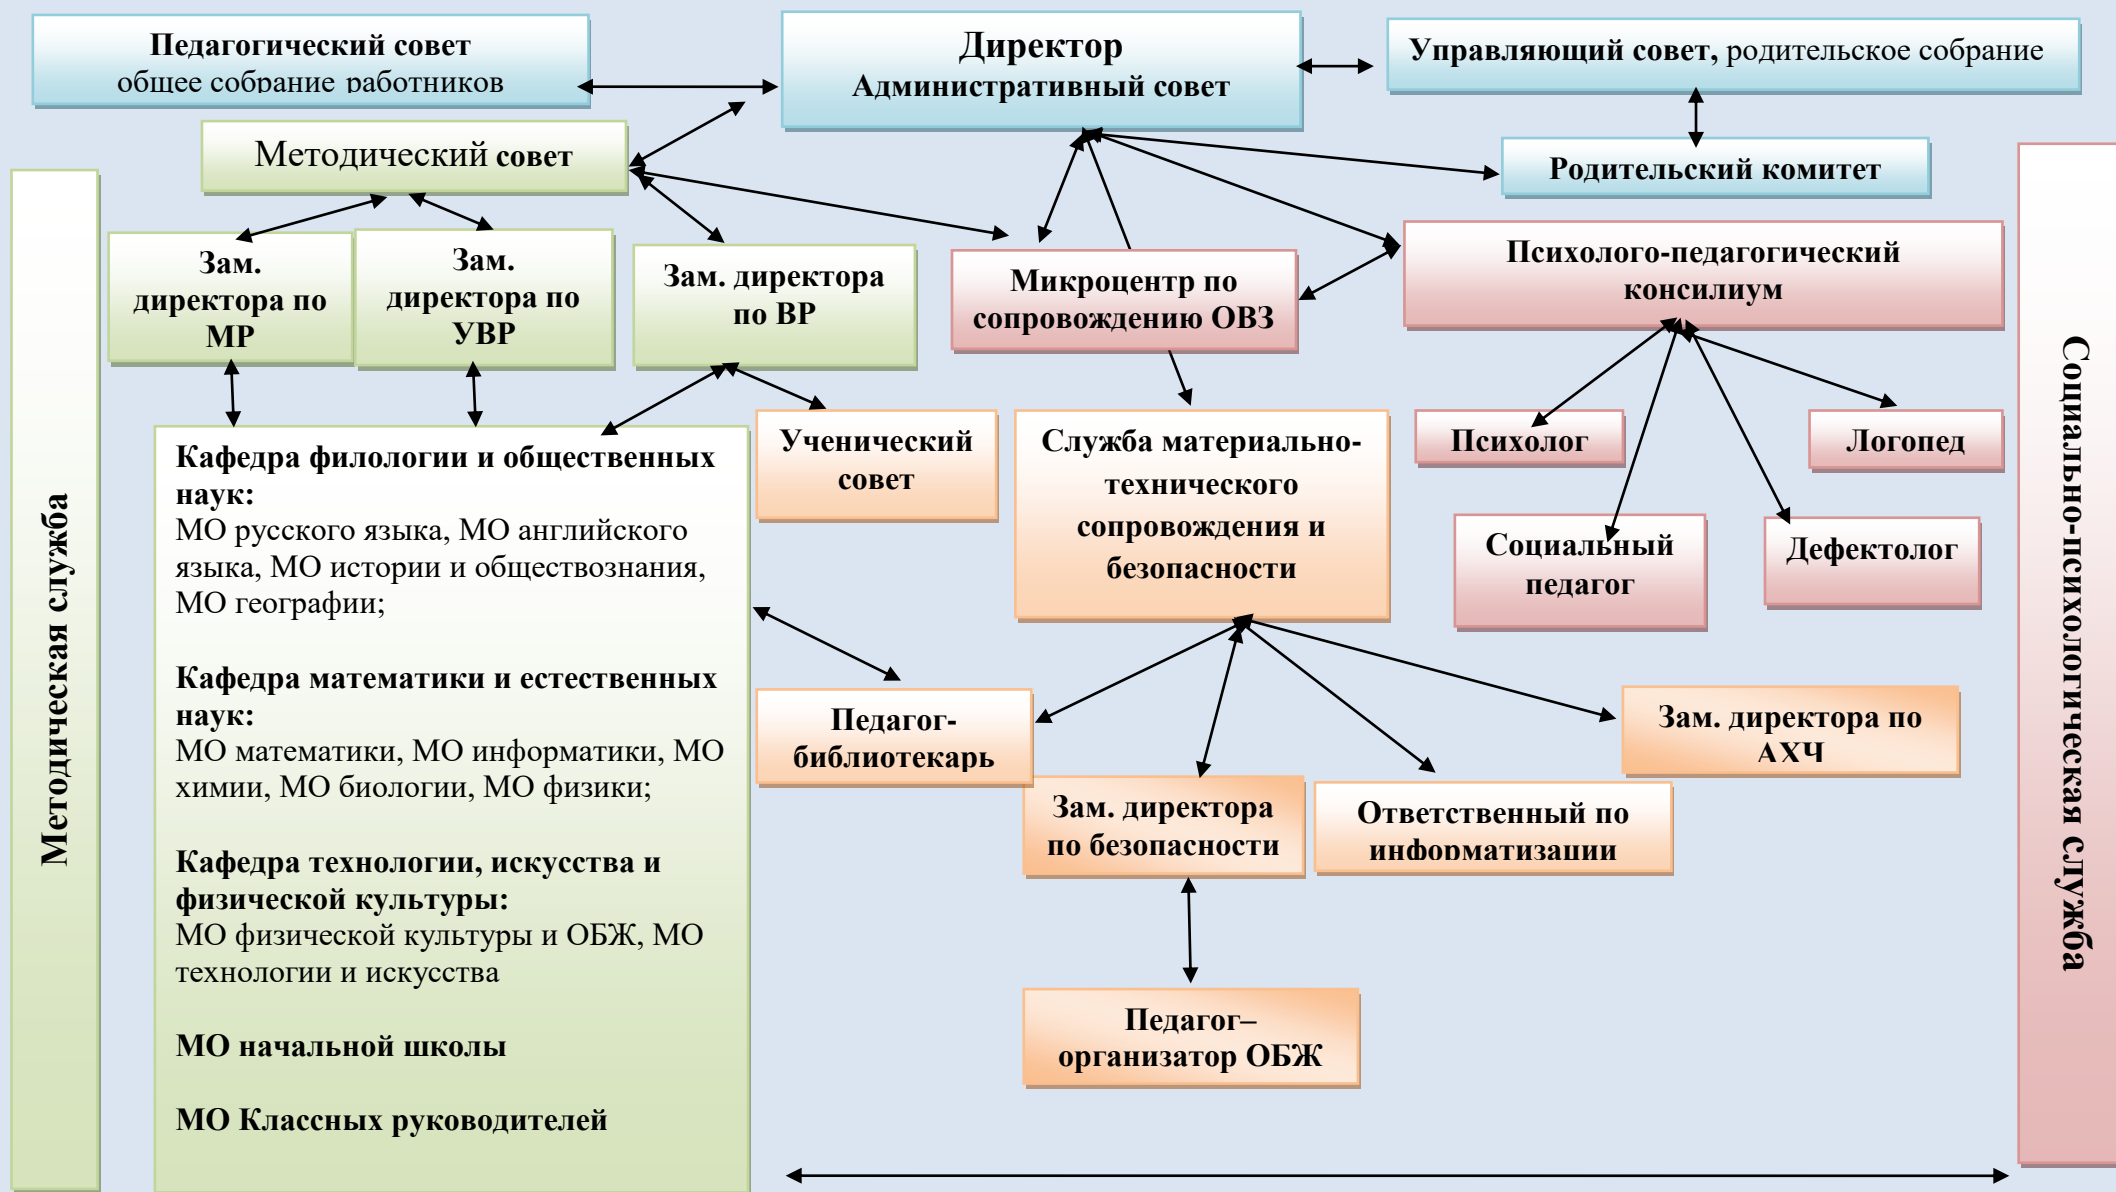 Педагогический совет
общее собрание работников
Директор
Административный совет
Управляющий совет, родительское собрание
Методический совет
Родительский комитет
Зам.
директора по
МР
Зам.
директора по
УВР
Зам. директора
по ВР
Микроцентр по
сопровождению ОВЗ
Психолого-педагогический
консилиум
Методическая служба
Социально-психологическая служба
Кафедра филологии и общественных
наук:
МО русского языка, МО английского
языка, МО истории и обществознания,
МО географии;
Кафедра математики и естественных
наук:
МО математики, МО информатики, МО
химии, МО биологии, МО физики;
Кафедра технологии, искусства и
физической культуры:
МО физической культуры и ОБЖ, МО
технологии и искусства
МО начальной школы
МО Классных руководителей
Ученический
совет
Служба материально-
технического
сопровождения и
безопасности
Психолог
Логопед
Социальный
педагог
Дефектолог
Педагог-
библиотекарь
Зам. директора по
АХЧ
Зам. директора
по безопасности
Ответственный по
информатизации
Педагог–
организатор ОБЖ